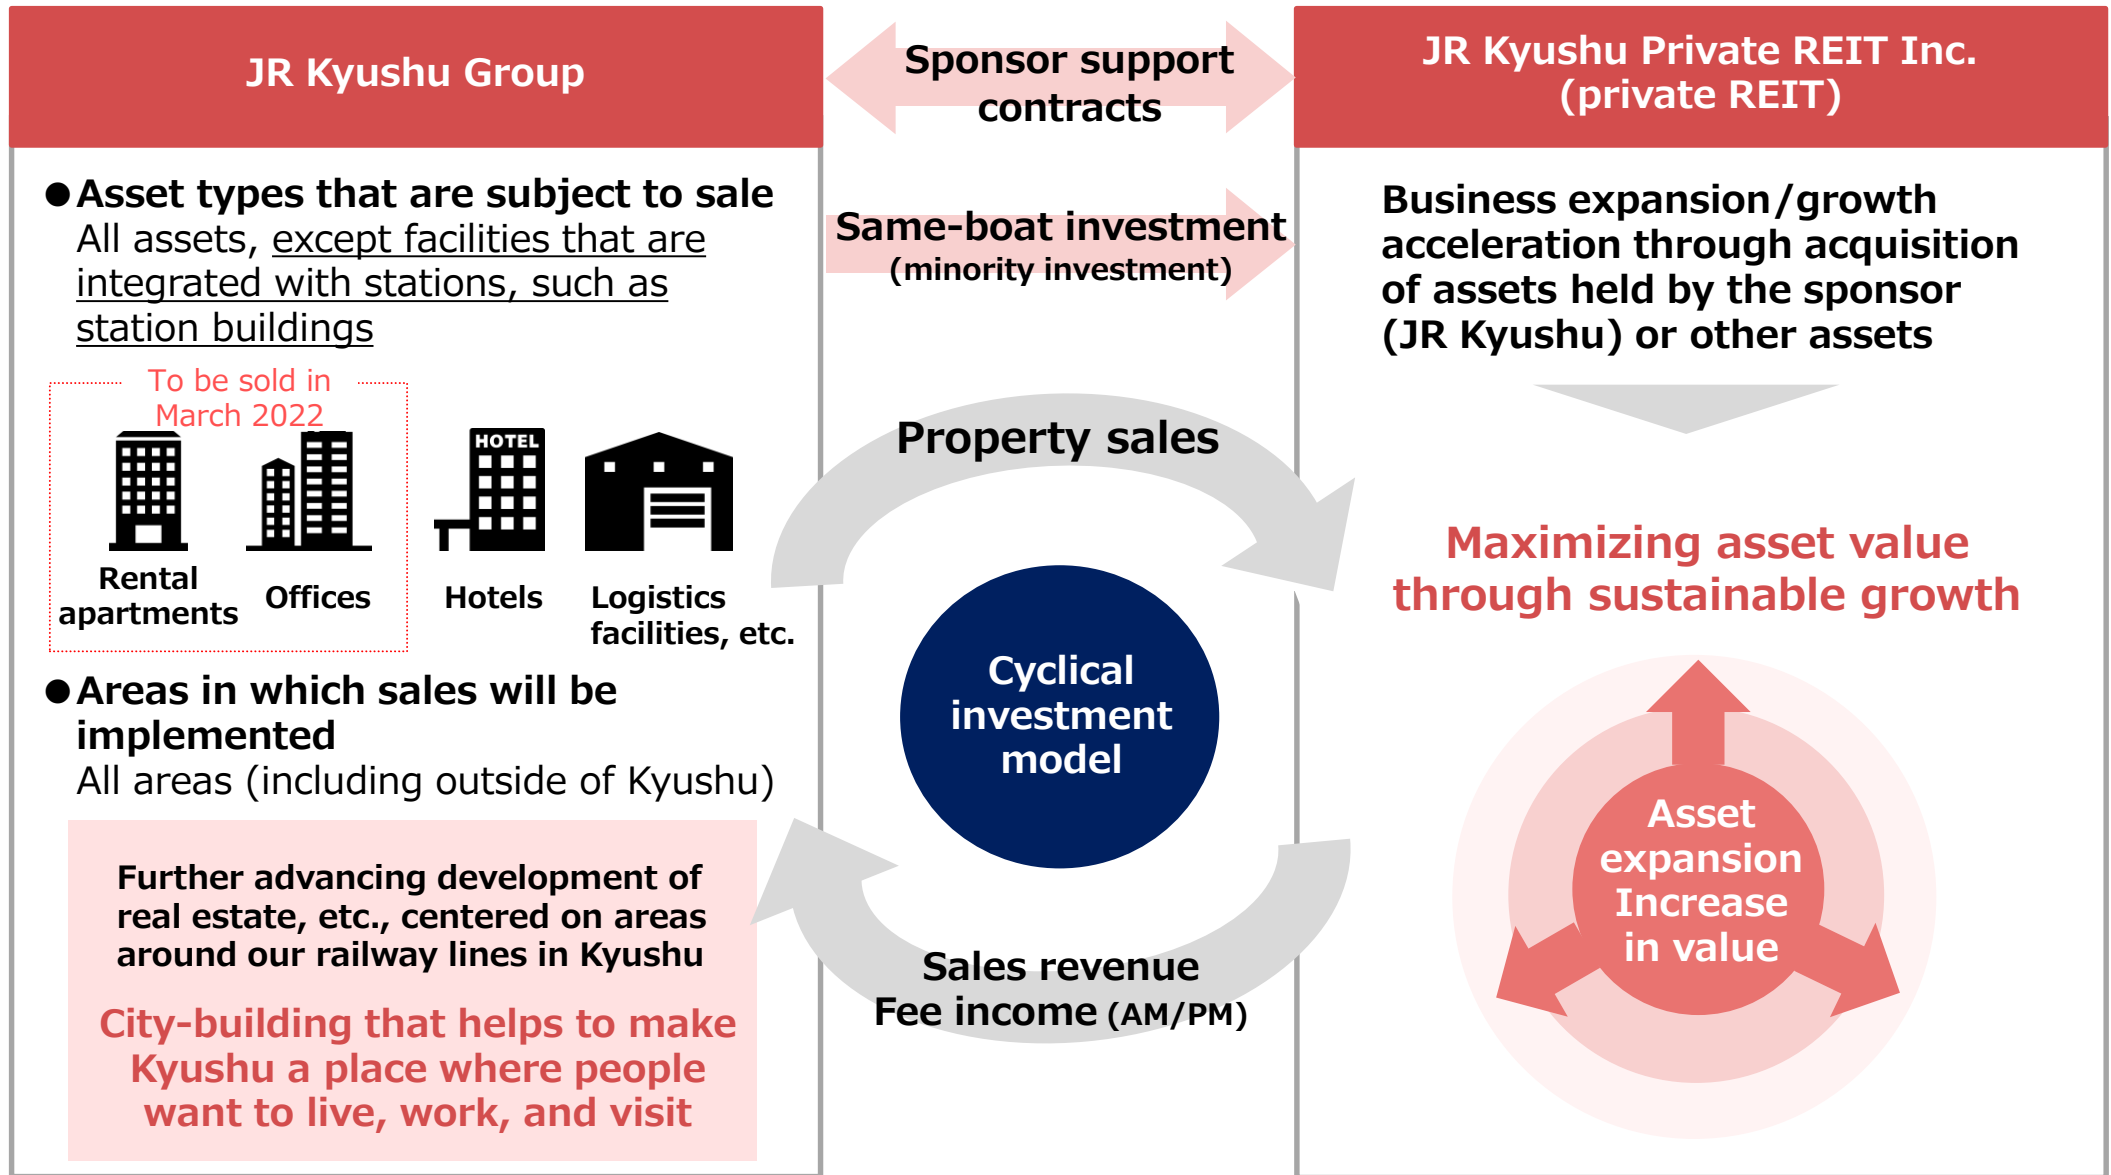 JR Kyushu Group
● Asset types that are subject to sale
All assets, except facilities that are
integrated with stations, such as
station buildings
To be sold in
March 2022
HOTEL
Rental
apartments
Offices
Hotels
Logistics
facilities, etc.
● Areas in which sales will be
implemented
All areas (including outside of Kyushu)
Further advancing development of
real estate, etc., centered on areas
around our railway lines in Kyushu
City-building that helps to make
Kyushu a place where people
want to live, work, and visit
Sponsor support
contracts
Same-boat investment
(minority investment)
Property sales
Cyclical
investment
model
Sales revenue
Fee income (AM/PM)
JR Kyushu Private REIT Inc.
(private REIT)
Business expansion/growth
acceleration through acquisition
of assets held by the sponsor
(JR Kyushu) or other assets
Maximizing asset value
through sustainable growth
Asset
expansion
Increase
in value